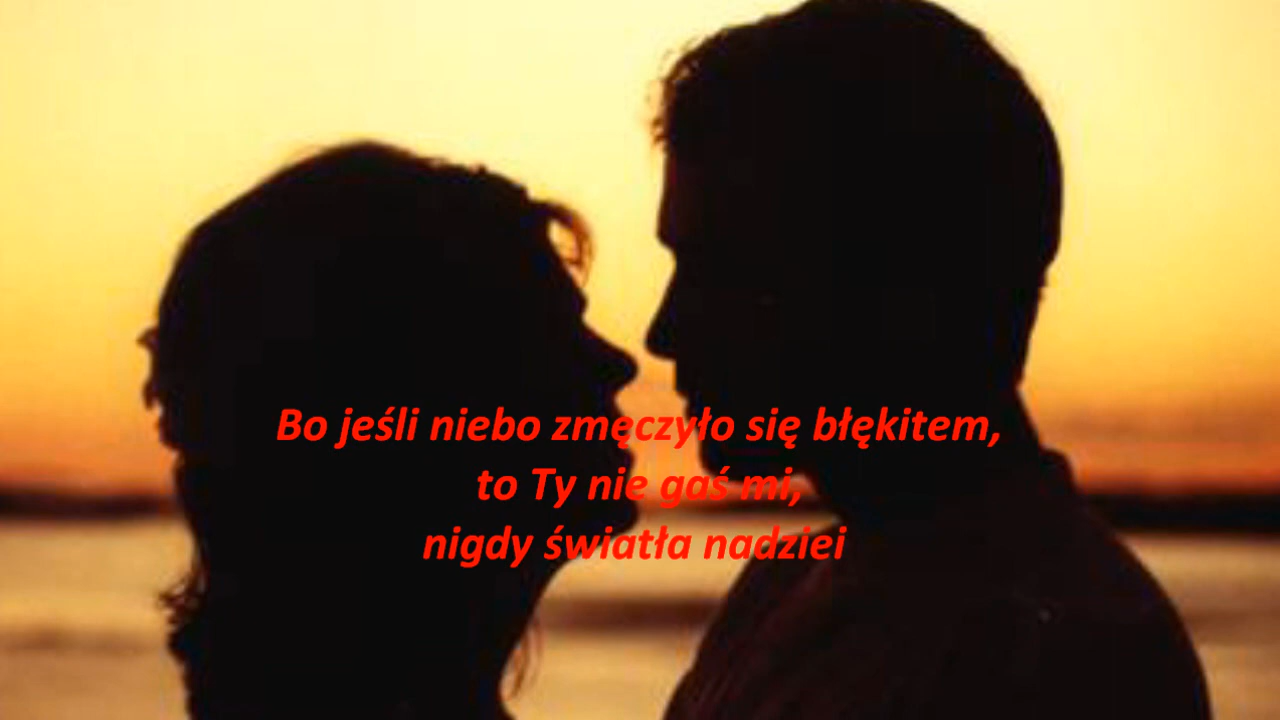 Bo jeśli niebo zmęczyło się błękitem,
to Ty nie gaś mi,
nigdy światła nadziei